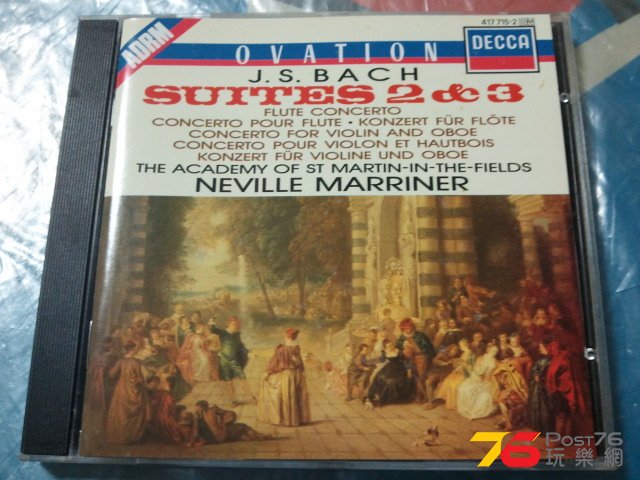 417 715-2 DM
ADRM
OVATION
DECCA
J.S. BACH
SUITES 2 & 3
FLUTE CONCERTO
CONCERTO POUR FLUTE • KONZERT FÜR FLÖTE
CONCERTO FOR VIOLIN AND OBOE
CONCERTO POUR VIOLON ET HAUTBOIS
KONZERT FÜR VIOLINE UND OBOE
THE ACADEMY OF ST MARTIN-IN-THE-FIELDS
NEVILLE MARRINER
76 Post76
玩樂網